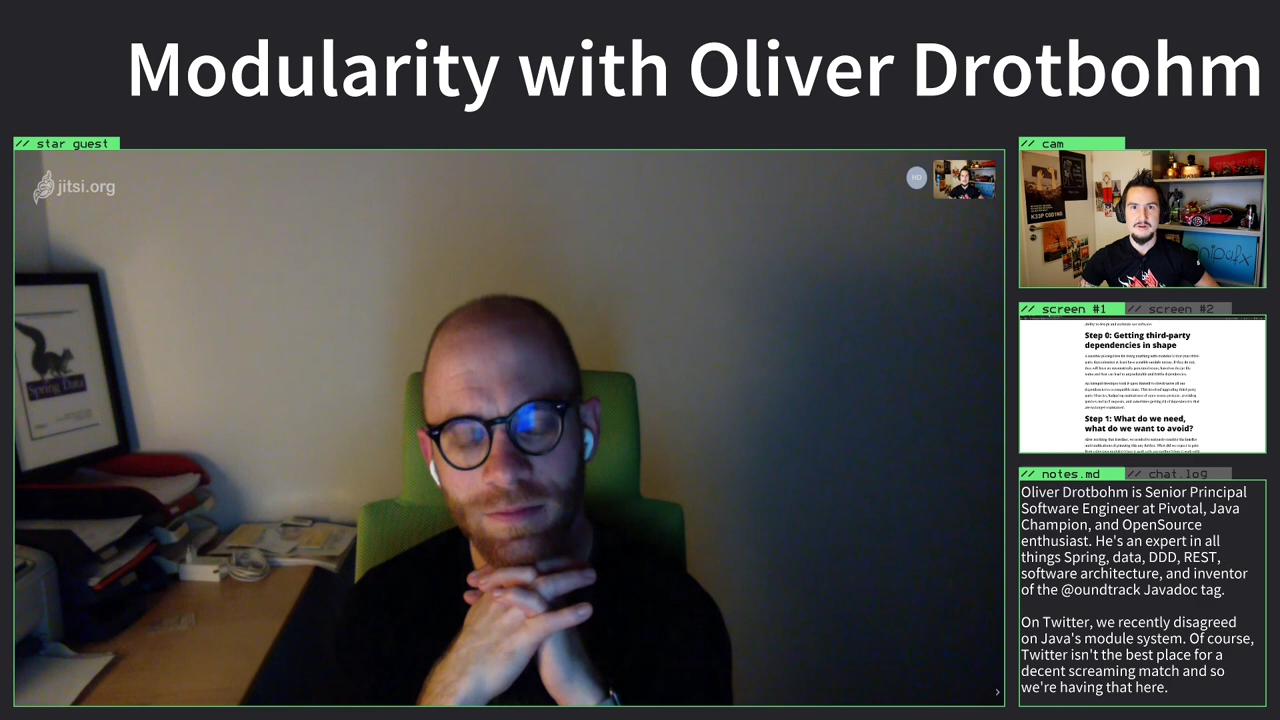 Modularity with Oliver Drotbohm
// star guest
jitsi.org
HD
Spring Data
// cam
K33P C0D1NG
// screen #1
// screen #2
Step 0: Getting third-party
dependencies in shape
Step 1: What do we need,
what do we want to avoid?
// notes.md
// chat.log
Oliver Drotbohm is Senior Principal
Software Engineer at Pivotal, Java
Champion, and OpenSource
enthusiast. He's an expert in all
things Spring, data, DDD, REST,
software architecture, and inventor
of the @oundtrack Javadoc tag.
On Twitter, we recently disagreed
on Java's module system. Of course,
Twitter isn't the best place for a
decent screaming match and so
we're having that here.